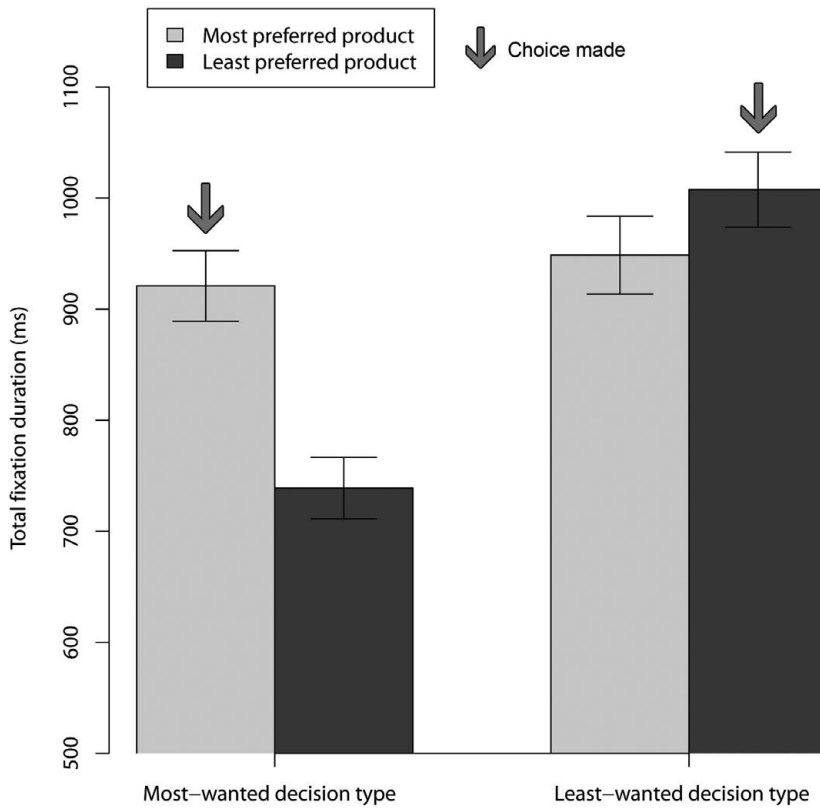 Most preferred product
Least preferred product
Choice made
Total fixation duration (ms)
1100
1000
900
800
700
600
500
Most–wanted decision type
Least–wanted decision type